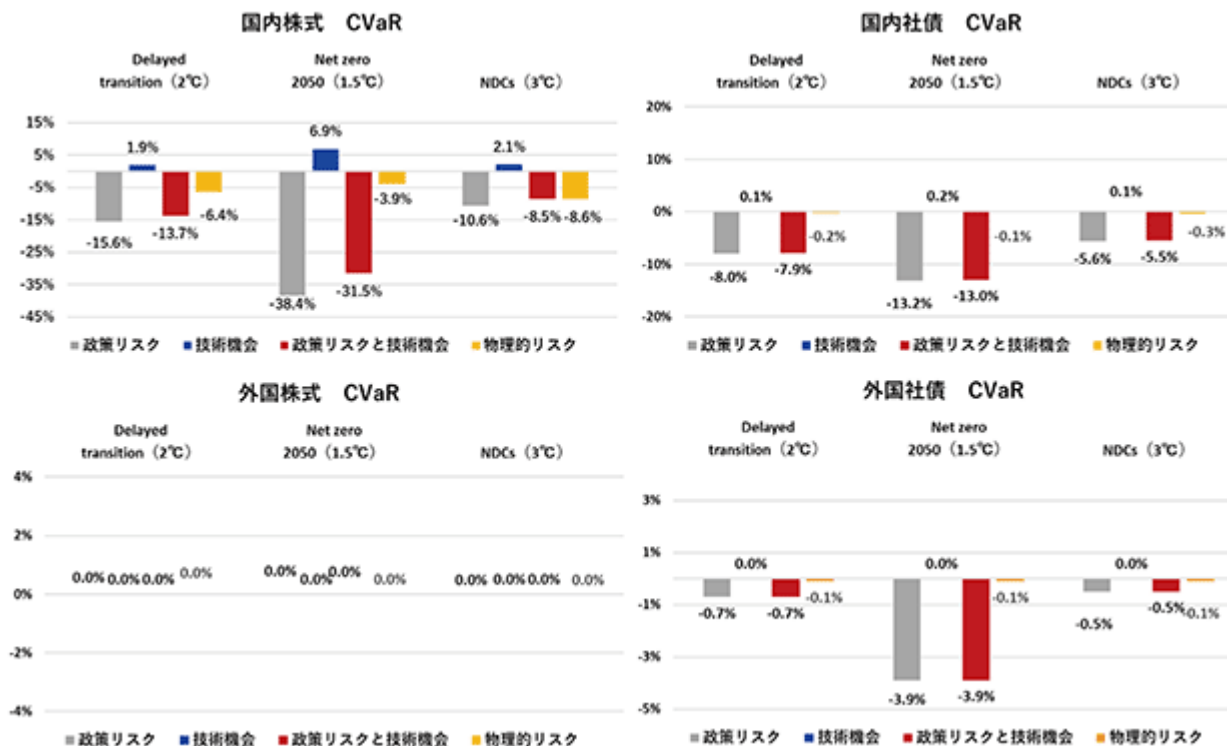 国内株式　CVaR
Delayed
transition（2℃）
Net zero
2050（1.5℃）
NDCs（3℃）
15%
5%
-5%
-15%
-25%
-35%
-45%
1.9%
6.9%
2.1%
-15.6%
-13.7%
-6.4%
-38.4%
-31.5%
-3.9%
-10.6%
-8.5%
-8.6%
政策リスク 技術機会 政策リスクと技術機会 物理的リスク
国内社債　CVaR
Delayed
transition（2℃）
Net zero
2050（1.5℃）
NDCs（3℃）
20%
10%
0%
-10%
-20%
0.1%
0.2%
0.1%
-8.0%
-7.9%
-0.2%
-13.2%
-13.0%
-0.1%
-5.6%
-5.5%
-0.3%
政策リスク 技術機会 政策リスクと技術機会 物理的リスク
外国株式　CVaR
Delayed
transition（2℃）
Net zero
2050（1.5℃）
NDCs（3℃）
4%
2%
0%
-2%
-4%
0.0% 0.0% 0.0% 0.0%
0.0% 0.0% 0.0% 0.0%
0.0% 0.0% 0.0% 0.0%
政策リスク 技術機会 政策リスクと技術機会 物理的リスク
外国社債　CVaR
Delayed
transition（2℃）
Net zero
2050（1.5℃）
NDCs（3℃）
3%
1%
-1%
-3%
-5%
0.0%
0.0%
0.0%
-0.7%
-0.7%
-0.1%
-3.9%
-3.9%
-0.1%
-0.5%
-0.5%
-0.1%
政策リスク 技術機会 政策リスクと技術機会 物理的リスク